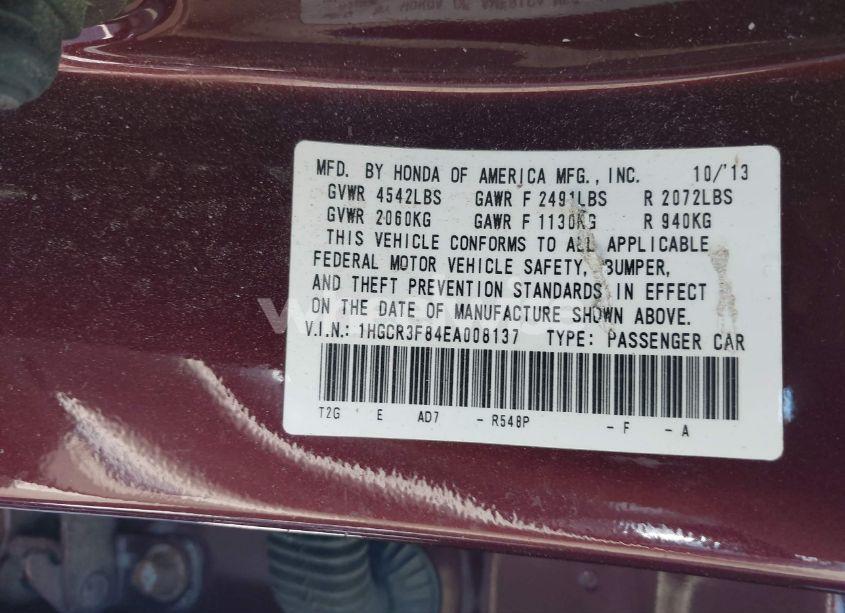 MFD. BY HONDA OF AMERICA MFG., INC. 10/'13
GVWR 4542LBS GAWR F 2491LBS R 2072LBS
GVWR 2060KG GAWR F 1130KG R 940KG
THIS VEHICLE CONFORMS TO ALL APPLICABLE
FEDERAL MOTOR VEHICLE SAFETY, BUMPER,
AND THEFT PREVENTION STANDARDS IN EFFECT
ON THE DATE OF MANUFACTURE SHOWN ABOVE.
V.I.N.: 1HGCR3F84EA008137 TYPE: PASSENGER CAR
T2G E AD7 - R548P - F - A